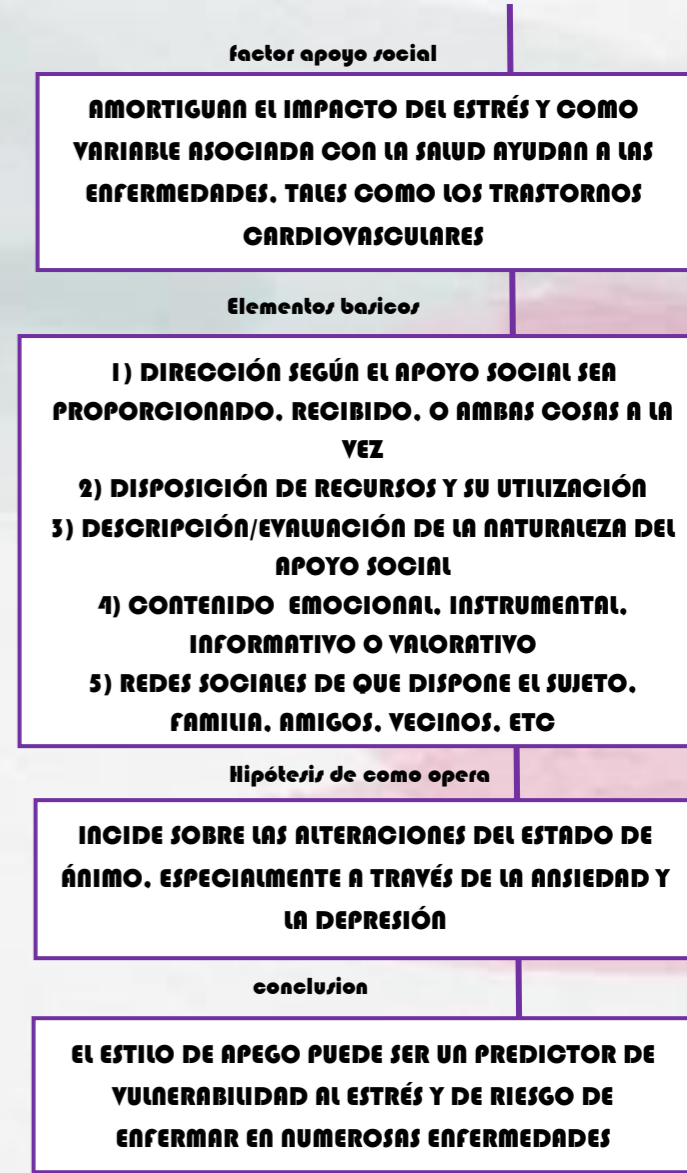 factor apoyo social
AMORTIGUAN EL IMPACTO DEL ESTRÉS Y COMO
VARIABLE ASOCIADA CON LA SALUD AYUDAN A LAS
ENFERMEDADES, TALES COMO LOS TRASTORNOS
CARDIOVASCULARES
Elementos basicos
1) DIRECCIÓN SEGÚN EL APOYO SOCIAL SEA
PROPORCIONADO, RECIBIDO, O AMBAS COSAS A LA
VEZ
2) DISPOSICIÓN DE RECURSOS Y SU UTILIZACIÓN
3) DESCRIPCIÓN/EVALUACIÓN DE LA NATURALEZA DEL
APOYO SOCIAL
4) CONTENIDO EMOCIONAL, INSTRUMENTAL,
INFORMATIVO O VALORATIVO
5) REDES SOCIALES DE QUE DISPONE EL SUJETO,
FAMILIA, AMIGOS, VECINOS, ETC
Hipótesis de como opera
INCIDE SOBRE LAS ALTERACIONES DEL ESTADO DE
ÁNIMO, ESPECIALMENTE A TRAVÉS DE LA ANSIEDAD Y
LA DEPRESIÓN
conclusion
EL ESTILO DE APEGO PUEDE SER UN PREDICTOR DE
VULNERABILIDAD AL ESTRÉS Y DE RIESGO DE
ENFERMAR EN NUMEROSAS ENFERMEDADES